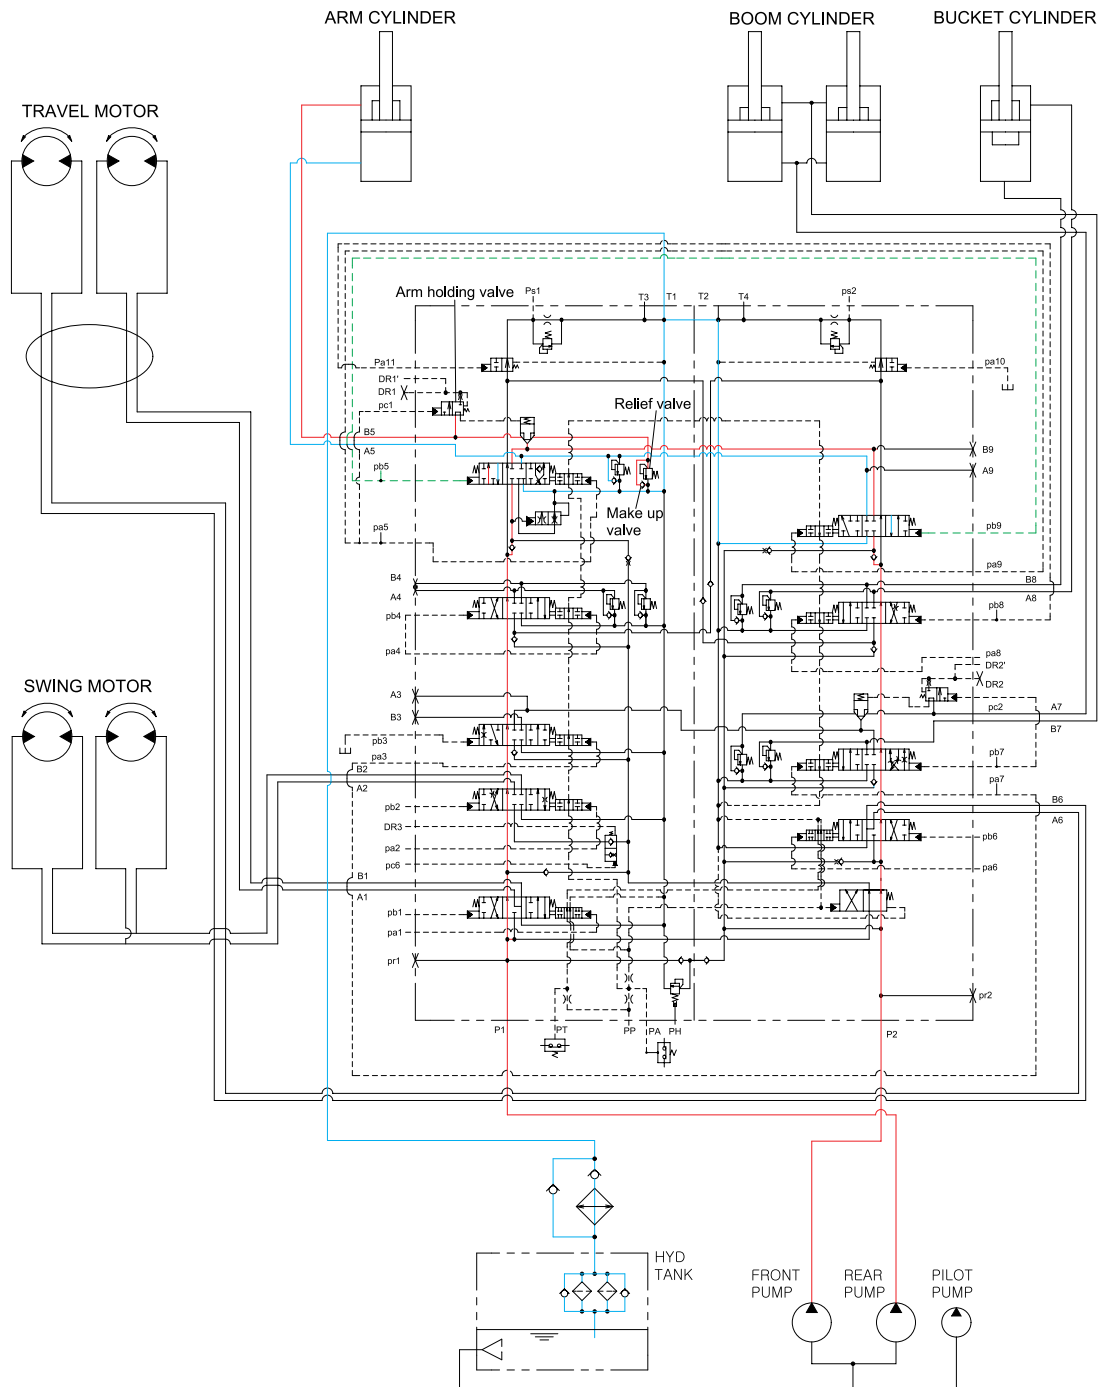 ARM CYLINDER
BOOM CYLINDER
BUCKET CYLINDER
TRAVEL MOTOR
Arm holding valve
Ps1
T3
T1
T2
T4
ps2
Pa11
pa10
DR1'
DR1
pc1
Relief valve
B5
A5
B9
A9
pb5
Make up
valve
pa5
pb9
pa9
B4
A4
B8
A8
pb4
pb8
pa4
pa8
DR2'
DR2
SWING MOTOR
A3
B3
pc2
A7
B7
pb3
pa3
pb7
pa7
B2
A2
pb2
B6
A6
DR3
pa2
pb6
pc6
pa6
B1
A1
pb1
pa1
pr1
pr2
P1
PT
PP
PA
PH
P2
HYD
TANK
FRONT
PUMP
REAR
PUMP
PILOT
PUMP